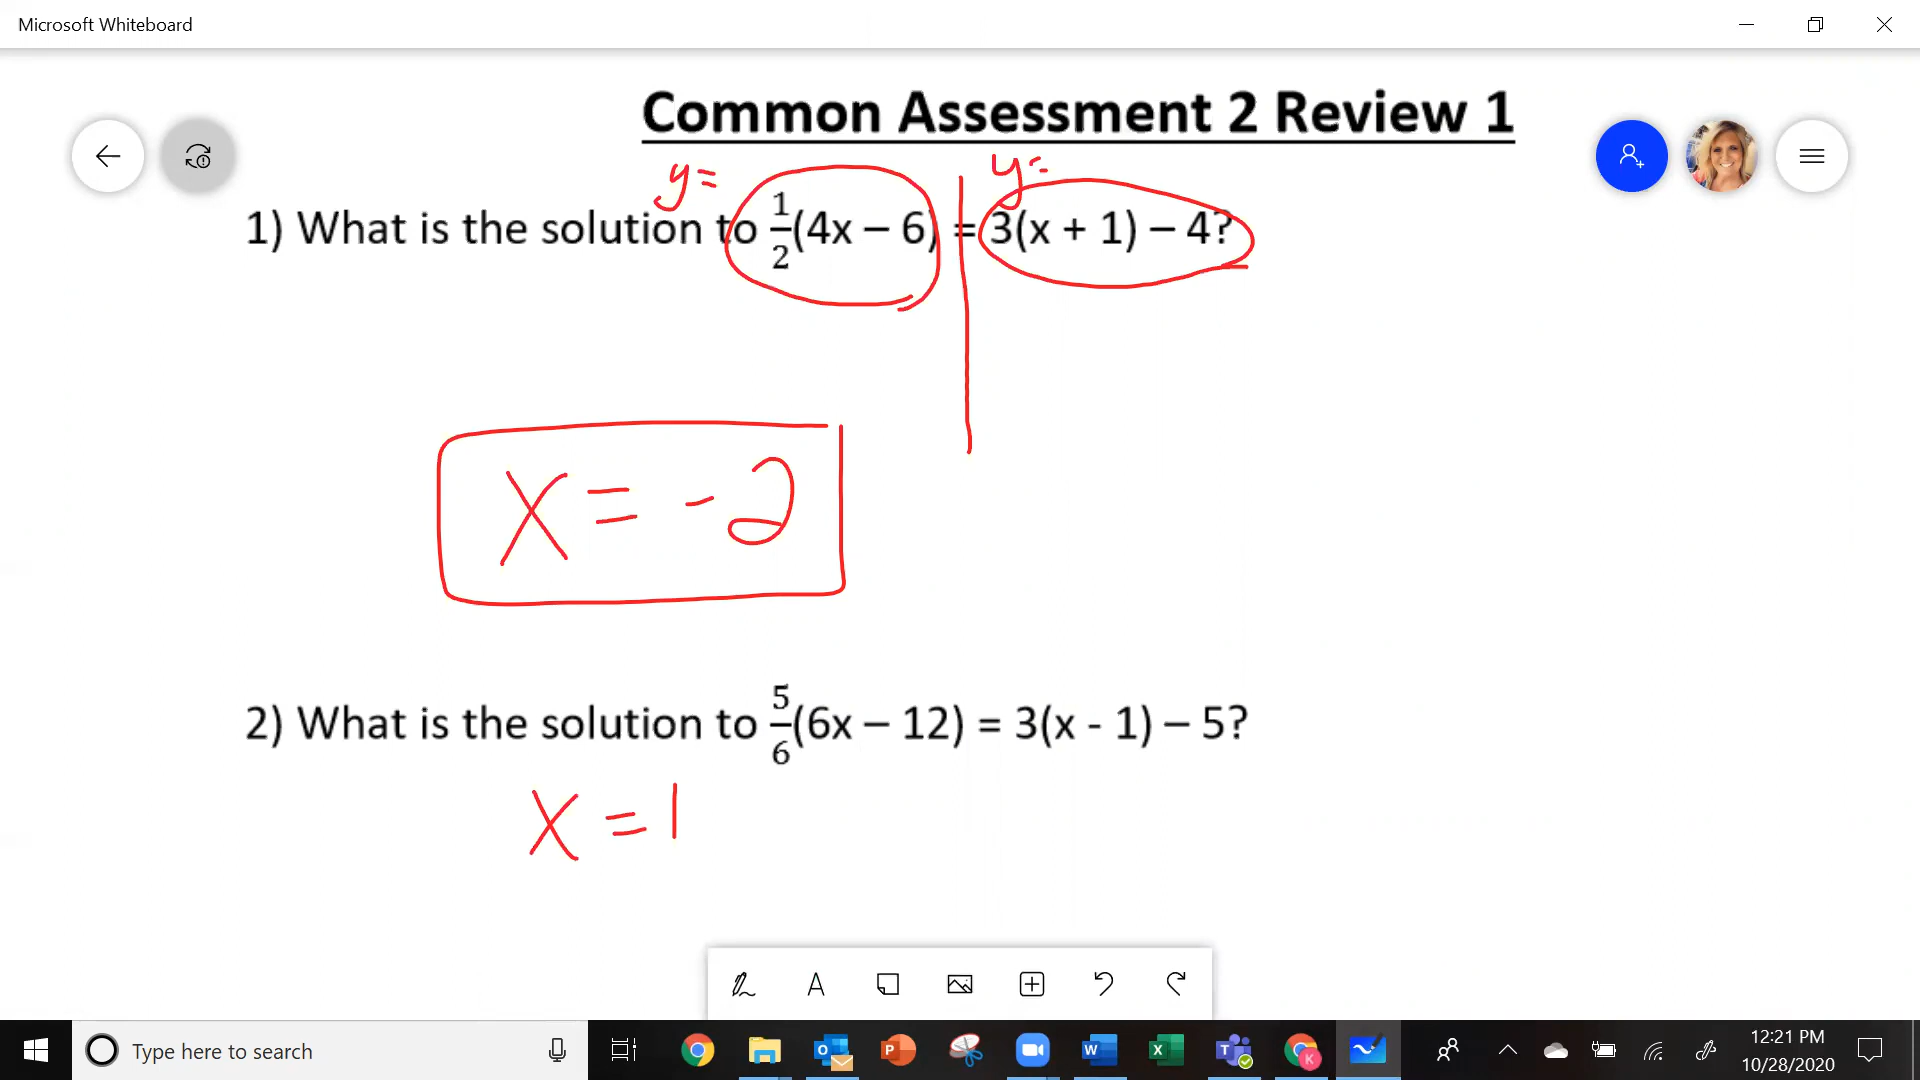 Microsoft Whiteboard
Common Assessment 2 Review 1
y= y=
1) What is the solution to 1/2(4x – 6) = 3(x + 1) – 4?
X = -2
2) What is the solution to 5/6(6x – 12) = 3(x - 1) – 5?
X = 1
A
Type here to search
12:21 PM
10/28/2020